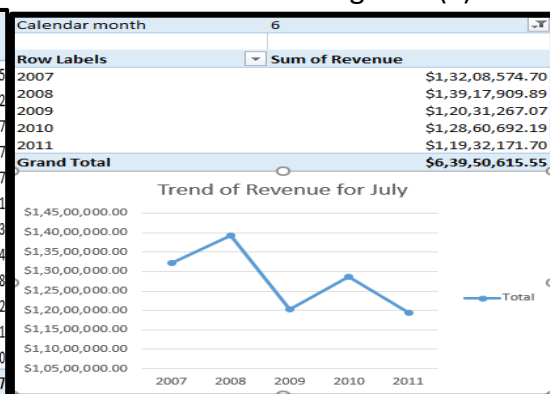 Calendar month 6
Row Labels Sum of Revenue
2007 $1,32,08,574.70
2008 $1,39,17,909.89
2009 $1,20,31,267.07
2010 $1,28,60,692.19
2011 $1,19,32,171.70
Grand Total $6,39,50,615.55
Trend of Revenue for July
$1,45,00,000.00
$1,40,00,000.00
$1,35,00,000.00
$1,30,00,000.00
$1,25,00,000.00
$1,20,00,000.00
$1,15,00,000.00
$1,10,00,000.00
$1,05,00,000.00
Total
2007 2008 2009 2010 2011